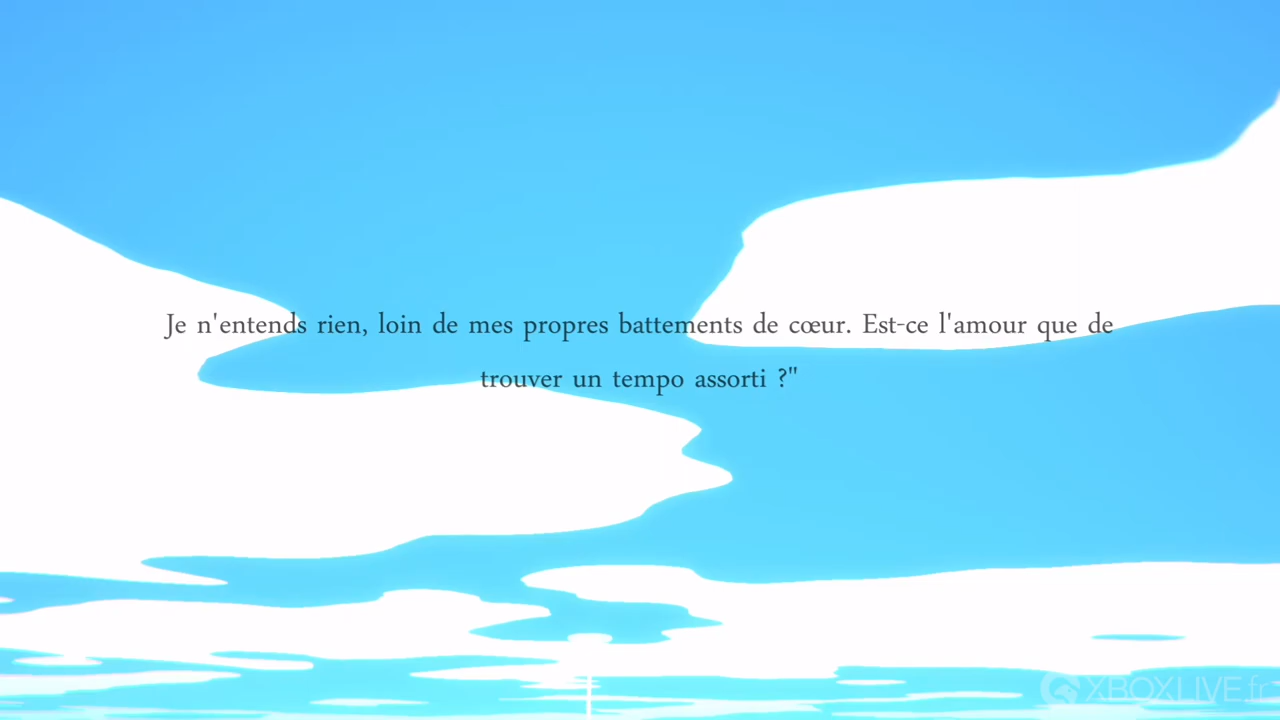 Je n'entends rien, loin de mes propres battements de cœur. Est-ce l'amour que de
trouver un tempo assorti ?"
XBOXLIVE.fr